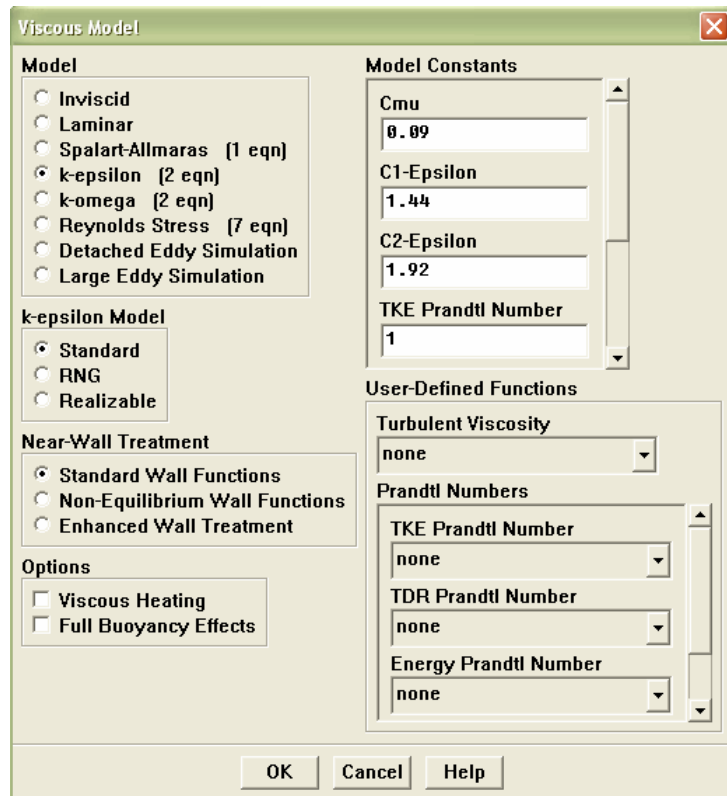 Viscous Model
Model
Inviscid
Laminar
Spalart-Allmaras (1 eqn)
k-epsilon (2 eqn)
k-omega (2 eqn)
Reynolds Stress (7 eqn)
Detached Eddy Simulation
Large Eddy Simulation
k-epsilon Model
Standard
RNG
Realizable
Near-Wall Treatment
Standard Wall Functions
Non-Equilibrium Wall Functions
Enhanced Wall Treatment
Options
Viscous Heating
Full Buoyancy Effects
Model Constants
Cmu
0.09
C1-Epsilon
1.44
C2-Epsilon
1.92
TKE Prandtl Number
1
User-Defined Functions
Turbulent Viscosity
none
Prandtl Numbers
TKE Prandtl Number
none
TDR Prandtl Number
none
Energy Prandtl Number
none
OK Cancel Help